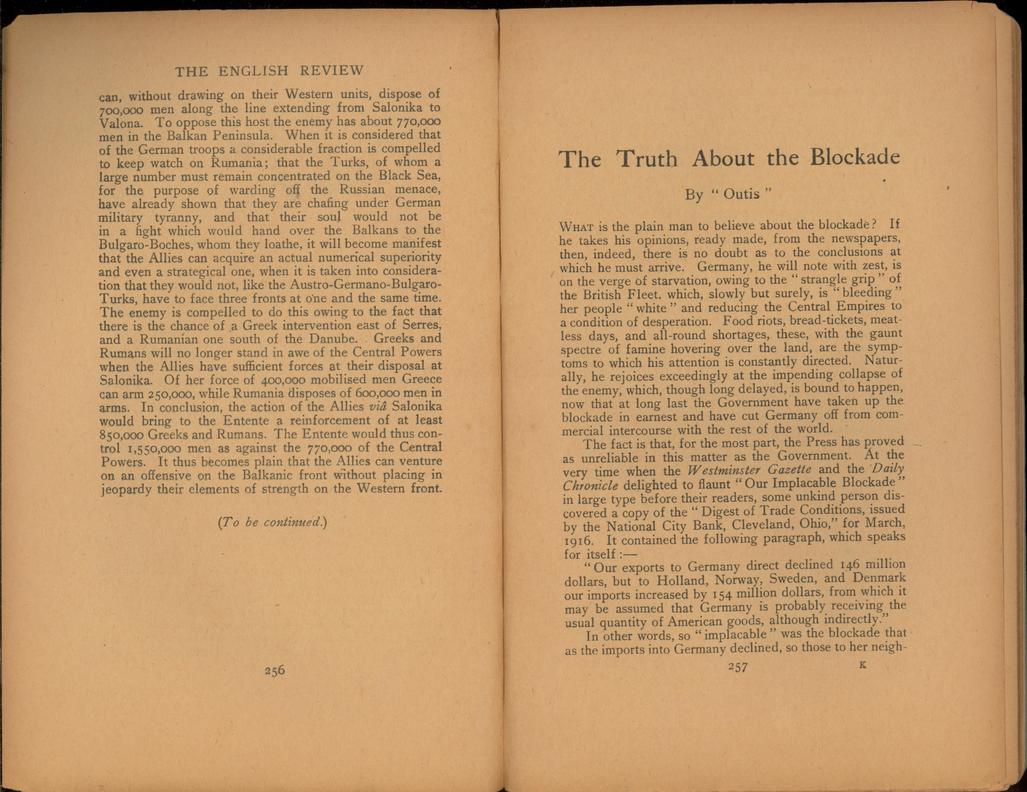 THE ENGLISH REVIEW
can, without drawing on their Western units, dispose of
700,000 men along the line extending from Salonika to
Valona. To oppose this host the enemy has about 770,000
men in the Balkan Peninsula. When it is considered that
of the German troops a considerable fraction is compelled
to keep watch on Rumania; that the Turks, of whom a
large number must remain concentrated on the Black Sea,
for the purpose of warding off the Russian menace,
have already shown that they are chafing under German
military tyranny, and that their soul would not be
in a fight which would hand over the Balkans to the
Bulgaro-Boches, whom they loathe, it will become manifest
that the Allies can acquire an actual numerical superiority
and even a strategical one, when it is taken into considera-
tion that they would not, like the Austro-Germano-Bulgaro-
Turks, have to face three fronts at one and the same time.
The enemy is compelled to do this owing to the fact that
there is the chance of a Greek intervention east of Serres,
and a Rumanian one south of the Danube. Greeks and
Rumans will no longer stand in awe of the Central Powers
when the Allies have sufficient forces at their disposal at
Salonika. Of her force of 400,000 mobilised men Greece
can arm 250,000, while Rumania disposes of 600,000 men in
arms. In conclusion, the action of the Allies viâ Salonika
would bring to the Entente a reinforcement of at least
850,000 Greeks and Rumans. The Entente would thus con-
trol 1,550,000 men as against the 770,000 of the Central
Powers. It thus becomes plain that the Allies can venture
on an offensive on the Balkanic front without placing in
jeopardy their elements of strength on the Western front.
(To be continued.)
256
The Truth About the Blockade
By "Outis"
WHAT is the plain man to believe about the blockade? If
he takes his opinions, ready made, from the newspapers,
then, indeed, there is no doubt as to the conclusions at
which he must arrive. Germany, he will note with zest, is
on the verge of starvation, owing to the "strangle grip" of
the British Fleet, which, slowly but surely, is "bleeding"
her people "white" and reducing the Central Empires to
a condition of desperation. Food riots, bread-tickets, meat-
less days, and all-round shortages, these, with the gaunt
spectre of famine hovering over the land, are the symp-
toms to which his attention is constantly directed. Natur-
ally, he rejoices exceedingly at the impending collapse of
the enemy, which, though long delayed, is bound to happen,
now that at long last the Government have taken up the
blockade in earnest and have cut Germany off from com-
mercial intercourse with the rest of the world.
The fact is that, for the most part, the Press has proved
as unreliable in this matter as the Government. At the
very time when the Westminster Gazette and the Daily
Chronicle delighted to flaunt "Our Implacable Blockade"
in large type before their readers, some unkind person dis-
covered a copy of the "Digest of Trade Conditions, issued
by the National City Bank, Cleveland, Ohio," for March,
1916. It contained the following paragraph, which speaks
for itself:—
"Our exports to Germany direct declined 146 million
dollars, but to Holland, Norway, Sweden, and Denmark
our imports increased by 154 million dollars, from which it
may be assumed that Germany is probably receiving the
usual quantity of American goods, although indirectly."
In other words, so "implacable" was the blockade that
as the imports into Germany declined, so those to her neigh-
257 K